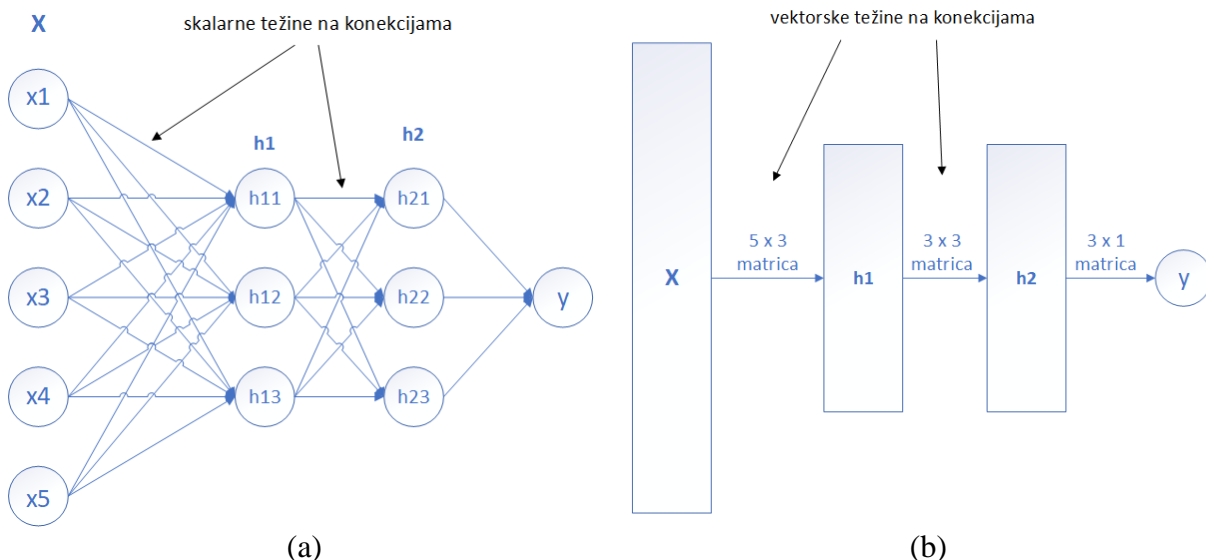 X
skalarne težine na konekcijama
x1
x2
x3
x4
x5
h1
h11
h12
h13
h2
h21
h22
h23
y
(a)
vektorske težine na konekcijama
X
5 x 3
matrica
h1
3 x 3
matrica
h2
3 x 1
matrica
y
(b)